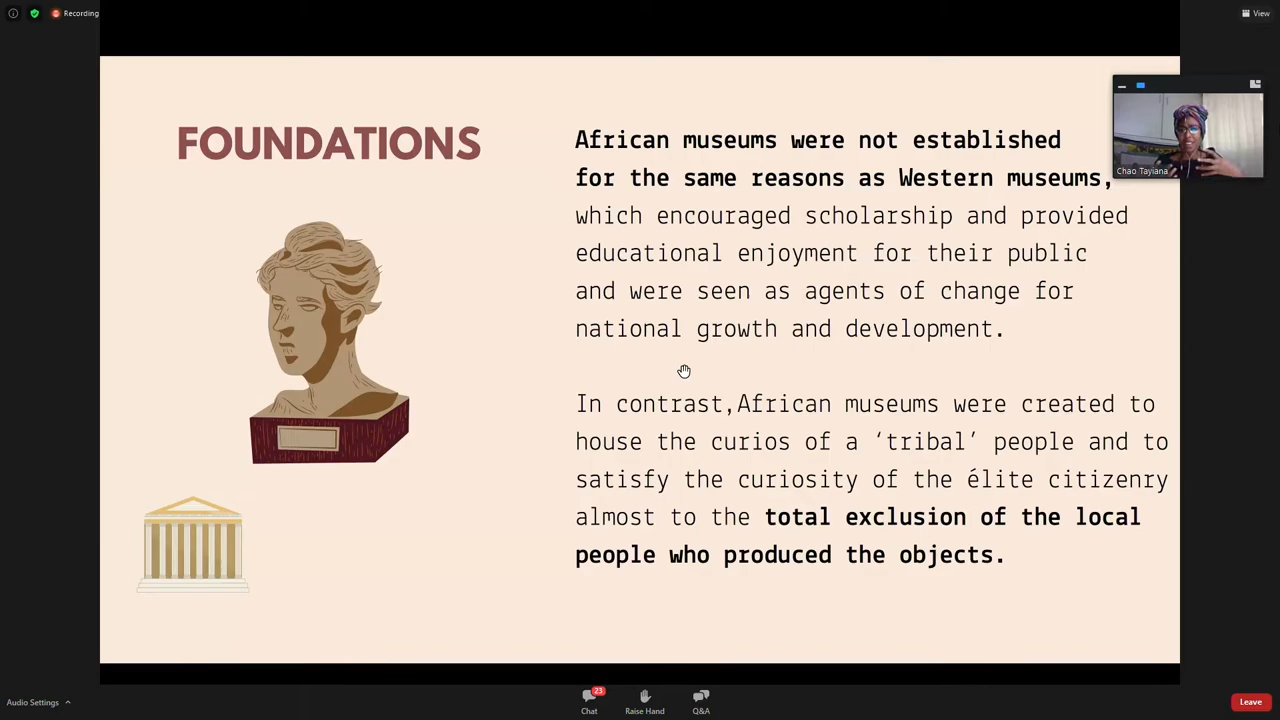 Recording
View
FOUNDATIONS
African museums were not established
for the same reasons as Western museums,
which encouraged scholarship and provided
educational enjoyment for their public
and were seen as agents of change for
national growth and development.
In contrast,African museums were created to
house the curios of a ‘tribal’ people and to
satisfy the curiosity of the élite citizenry
almost to the total exclusion of the local
people who produced the objects.
Chao Tayiana
Audio Settings
23
Chat
Raise Hand
Q&A
Leave